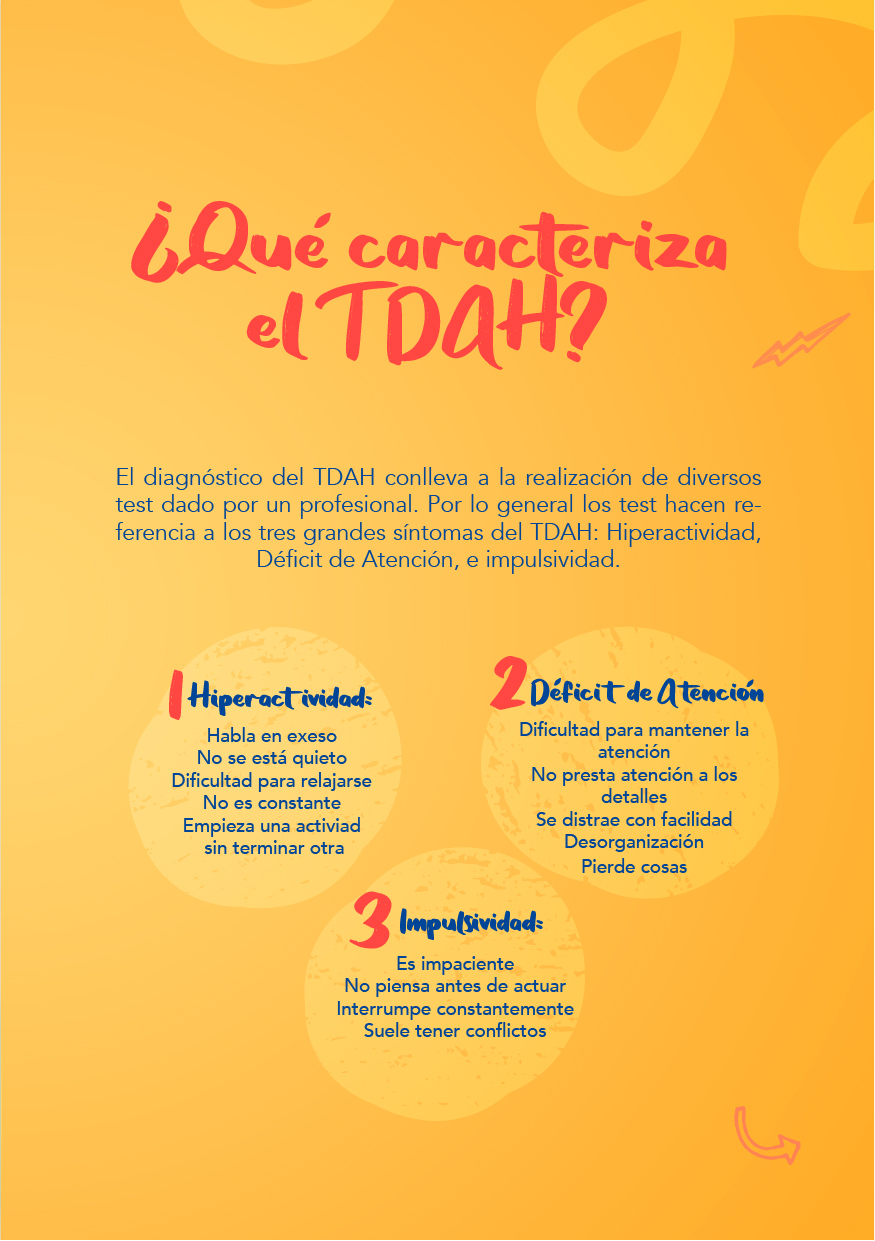 ¿Qué caracteriza
el TDAH?
El diagnóstico del TDAH conlleva a la realización de diversos
test dado por un profesional. Por lo general los test hacen re-
ferencia a los tres grandes síntomas del TDAH: Hiperactividad,
Déficit de Atención, e impulsividad.
1 Hiperactividad:
Habla en exeso
No se está quieto
Dificultad para relajarse
No es constante
Empieza una activiad
sin terminar otra
2 Déficit de Atención
Dificultad para mantener la
atención
No presta atención a los
detalles
Se distrae con facilidad
Desorganización
Pierde cosas
3 Impulsividad:
Es impaciente
No piensa antes de actuar
Interrumpe constantemente
Suele tener conflictos